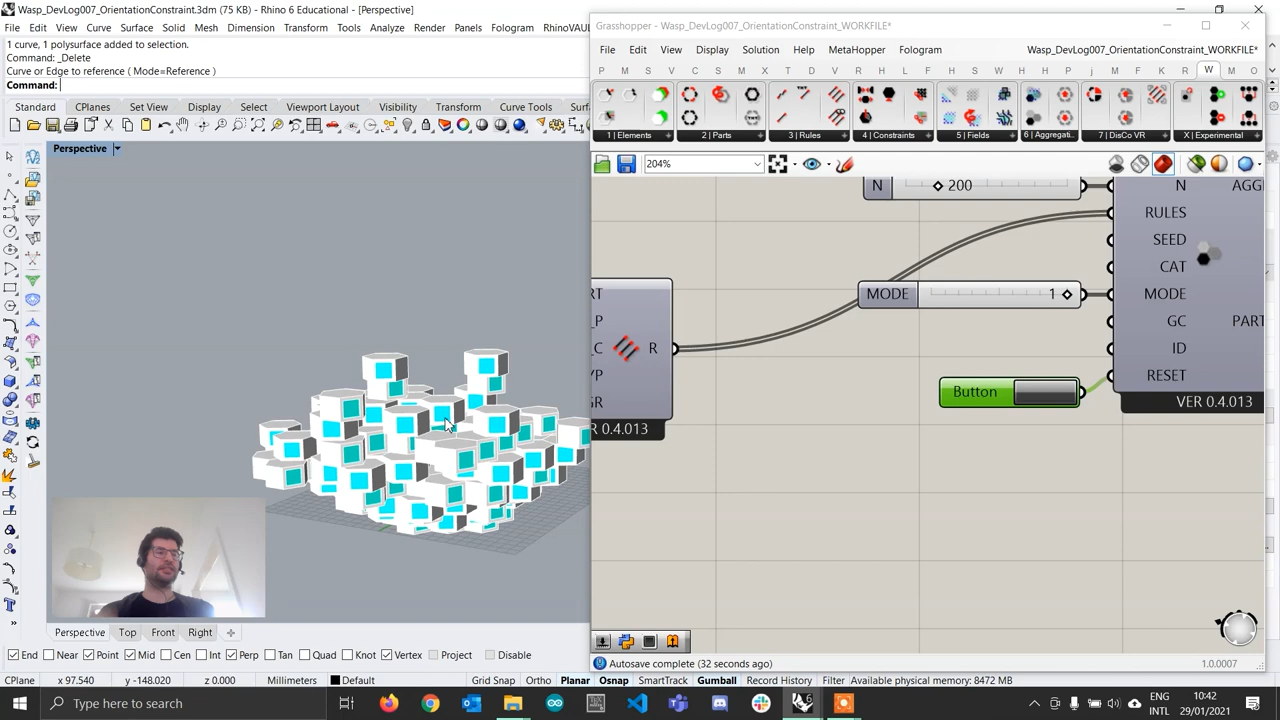 Wasp_DevLog007_OrientationConstraint.3dm (75 KB) - Rhino 6 Educational - [Perspective]
File Edit View Curve Surface Solid Mesh Dimension Transform Tools Analyze Render Panels Fologram RhinoVAU
1 curve, 1 polysurface added to selection.
Command: _Delete
Curve or Edge to reference ( Mode=Reference )
Command:
Standard CPlanes Set View Display Select Viewport Layout Visibility Transform Curve Tools Surf
Perspective
Perspective Top Front Right
End Near Point Mid Cen Int Perp Tan Quad Knot Vertex Project Disable
CPlane x 97.540 y -148.020 z 0.000 Millimeters Default Grid Snap Ortho Planar Osnap SmartTrack Gumball Record History Filter Available physical memory: 8472 MB
Grasshopper - Wasp_DevLog007_OrientationConstraint_WORKFILE*
File Edit View Display Solution Help MetaHopper Fologram Wasp_DevLog007_OrientationConstraint_WORKFILE*
P M S V C M X D T V C D H L F S W M H P j M K R W M O
1 | Elements 2 | Parts 3 | Rules 4 | Constraints 5 | Fields 6 | Aggregati.. 7 | DisCo VR X | Experimental
204%
N 200 N AGG
RULES
SEED
CAT
MODE 1 MODE
GC PART
ID
Button RESET
VER 0.4.013
RT
_P
_C R
YP
GR
R 0.4.013
Autosave complete (32 seconds ago) 1.0.0007
Type here to search
ENG
INTL
10:42
29/01/2021